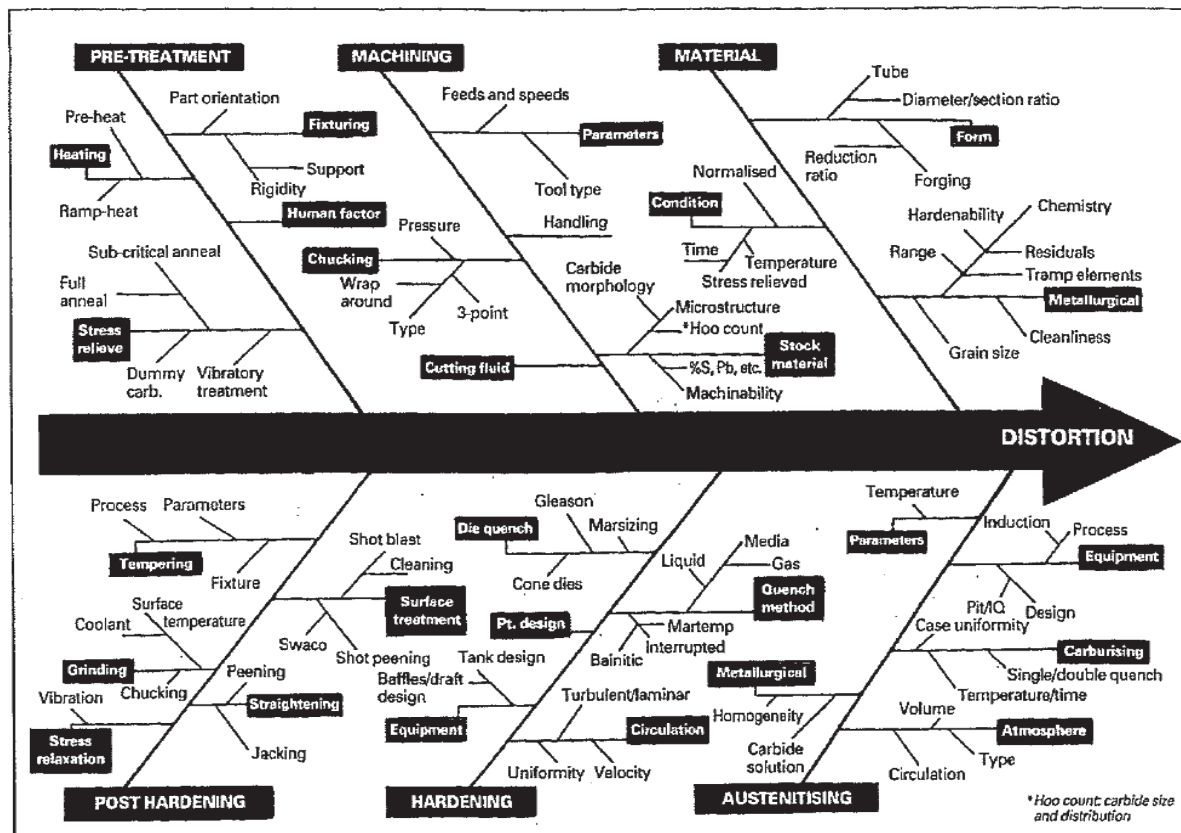 PRE-TREATMENT
Part orientation
Pre-heat
Fixturing
Heating
Support
Rigidity
Ramp-heat
Human factor
Sub-critical anneal
Full
anneal
Stress
relieve
Dummy
carb.
Vibratory
treatment
MACHINING
Feeds and speeds
Parameters
Tool type
Handling
Pressure
Chucking
Wrap
around
3-point
Type
Carbide
morphology
Microstructure
*Hoo count
Stock
material
Cutting fluid
%S, Pb, etc.
Machinability
MATERIAL
Tube
Diameter/section ratio
Form
Reduction
ratio
Forging
Normalised
Condition
Time
Temperature
Stress relieved
Chemistry
Hardenability
Range
Residuals
Tramp elements
Metallurgical
Cleanliness
Grain size
DISTORTION
Process
Parameters
Tempering
Fixture
Shot blast
Cleaning
Surface
treatment
Swaco
Shot peening
Surface
temperature
Coolant
Grinding
Chucking
Peening
Straightening
Jacking
Vibration
Stress
relaxation
POST HARDENING
Gleason
Die quench
Marsizing
Cone dies
Media
Liquid
Gas
Quench
method
Martemp
Interrupted
Bainitic
Pt. design
Tank design
Baffles/draft
design
Equipment
Turbulent/laminar
Circulation
Uniformity
Velocity
HARDENING
Temperature
Parameters
Induction
Process
Equipment
Pit/IQ
Design
Case uniformity
Carburising
Single/double quench
Temperature/time
Metallurgical
Homogeneity
Carbide
solution
Volume
Atmosphere
Type
Circulation
AUSTENITISING
*Hoo count: carbide size
and distribution